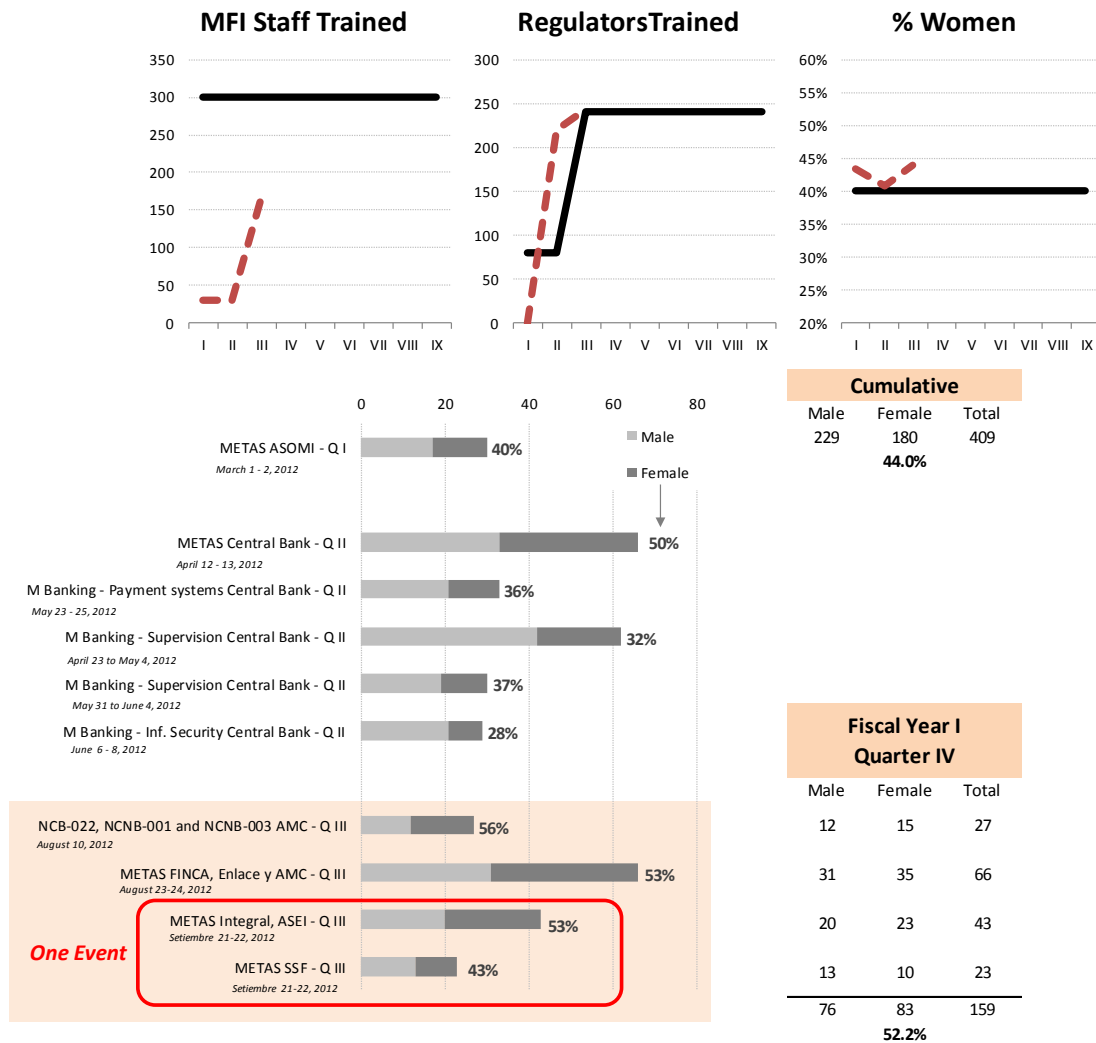 MFI Staff Trained
RegulatorsTrained
% Women
350
300
250
200
150
100
50
0
I II III IV V VI VII VIII IX
300
250
200
150
100
50
0
I II III IV V VI VII VIII IX
60%
55%
50%
45%
40%
35%
30%
25%
20%
I II III IV V VI VII VIII IX
0 20 40 60 80
Male
Female
METAS ASOMI - Q I
March 1 - 2, 2012
40%
METAS Central Bank - Q II
April 12 - 13, 2012
50%
M Banking - Payment systems Central Bank - Q II
May 23 - 25, 2012
36%
M Banking - Supervision Central Bank - Q II
April 23 to May 4, 2012
32%
M Banking - Supervision Central Bank - Q II
May 31 to June 4, 2012
37%
M Banking - Inf. Security Central Bank - Q II
June 6 - 8, 2012
28%
NCB-022, NCNB-001 and NCNB-003 AMC - Q III
August 10, 2012
56%
METAS FINCA, Enlace y AMC - Q III
August 23-24, 2012
53%
One Event
METAS Integral, ASEI - Q III
Setiembre 21-22, 2012
53%
METAS SSF - Q III
Setiembre 21-22, 2012
43%
Cumulative
Male Female Total
229 180 409
44.0%
Fiscal Year I
Quarter IV
Male Female Total
12 15 27
31 35 66
20 23 43
13 10 23
76 83 159
52.2%